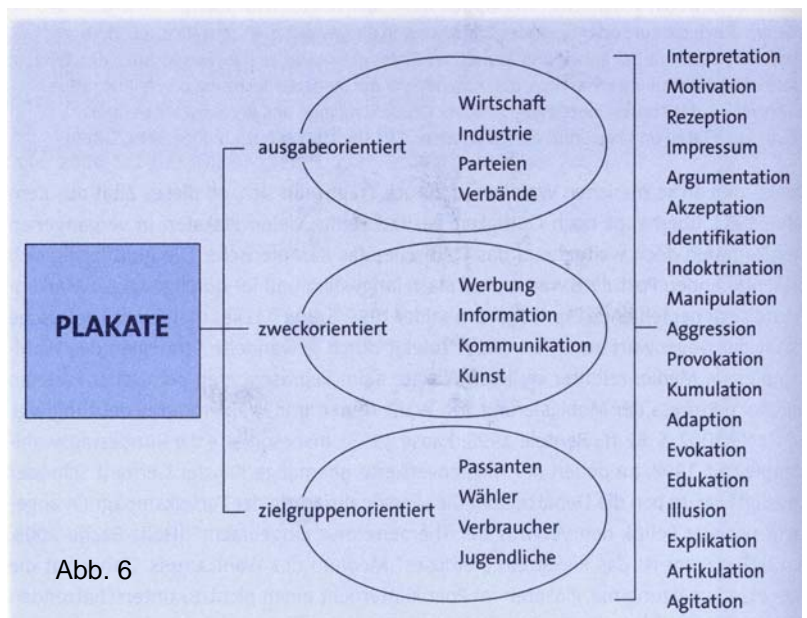 PLAKATE
ausgabeorientiert
Wirtschaft
Industrie
Parteien
Verbände
zweckorientiert
Werbung
Information
Kommunikation
Kunst
zielgruppenorientiert
Passanten
Wähler
Verbraucher
Jugendliche
Interpretation
Motivation
Rezeption
Impressum
Argumentation
Akzeptation
Identifikation
Indoktrination
Manipulation
Aggression
Provokation
Kumulation
Adaption
Evokation
Edukation
Illusion
Explikation
Artikulation
Agitation
Abb. 6